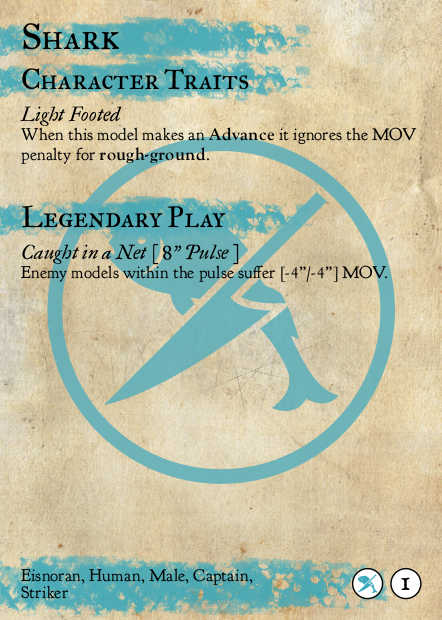 Shark
Character Traits
Light Footed
When this model makes an Advance it ignores the MOV
penalty for rough-ground.
Legendary Play
Caught in a Net [ 8" Pulse ]
Enemy models within the pulse suffer [-4"/-4"] MOV.
Eisnoran, Human, Male, Captain,
Striker
1